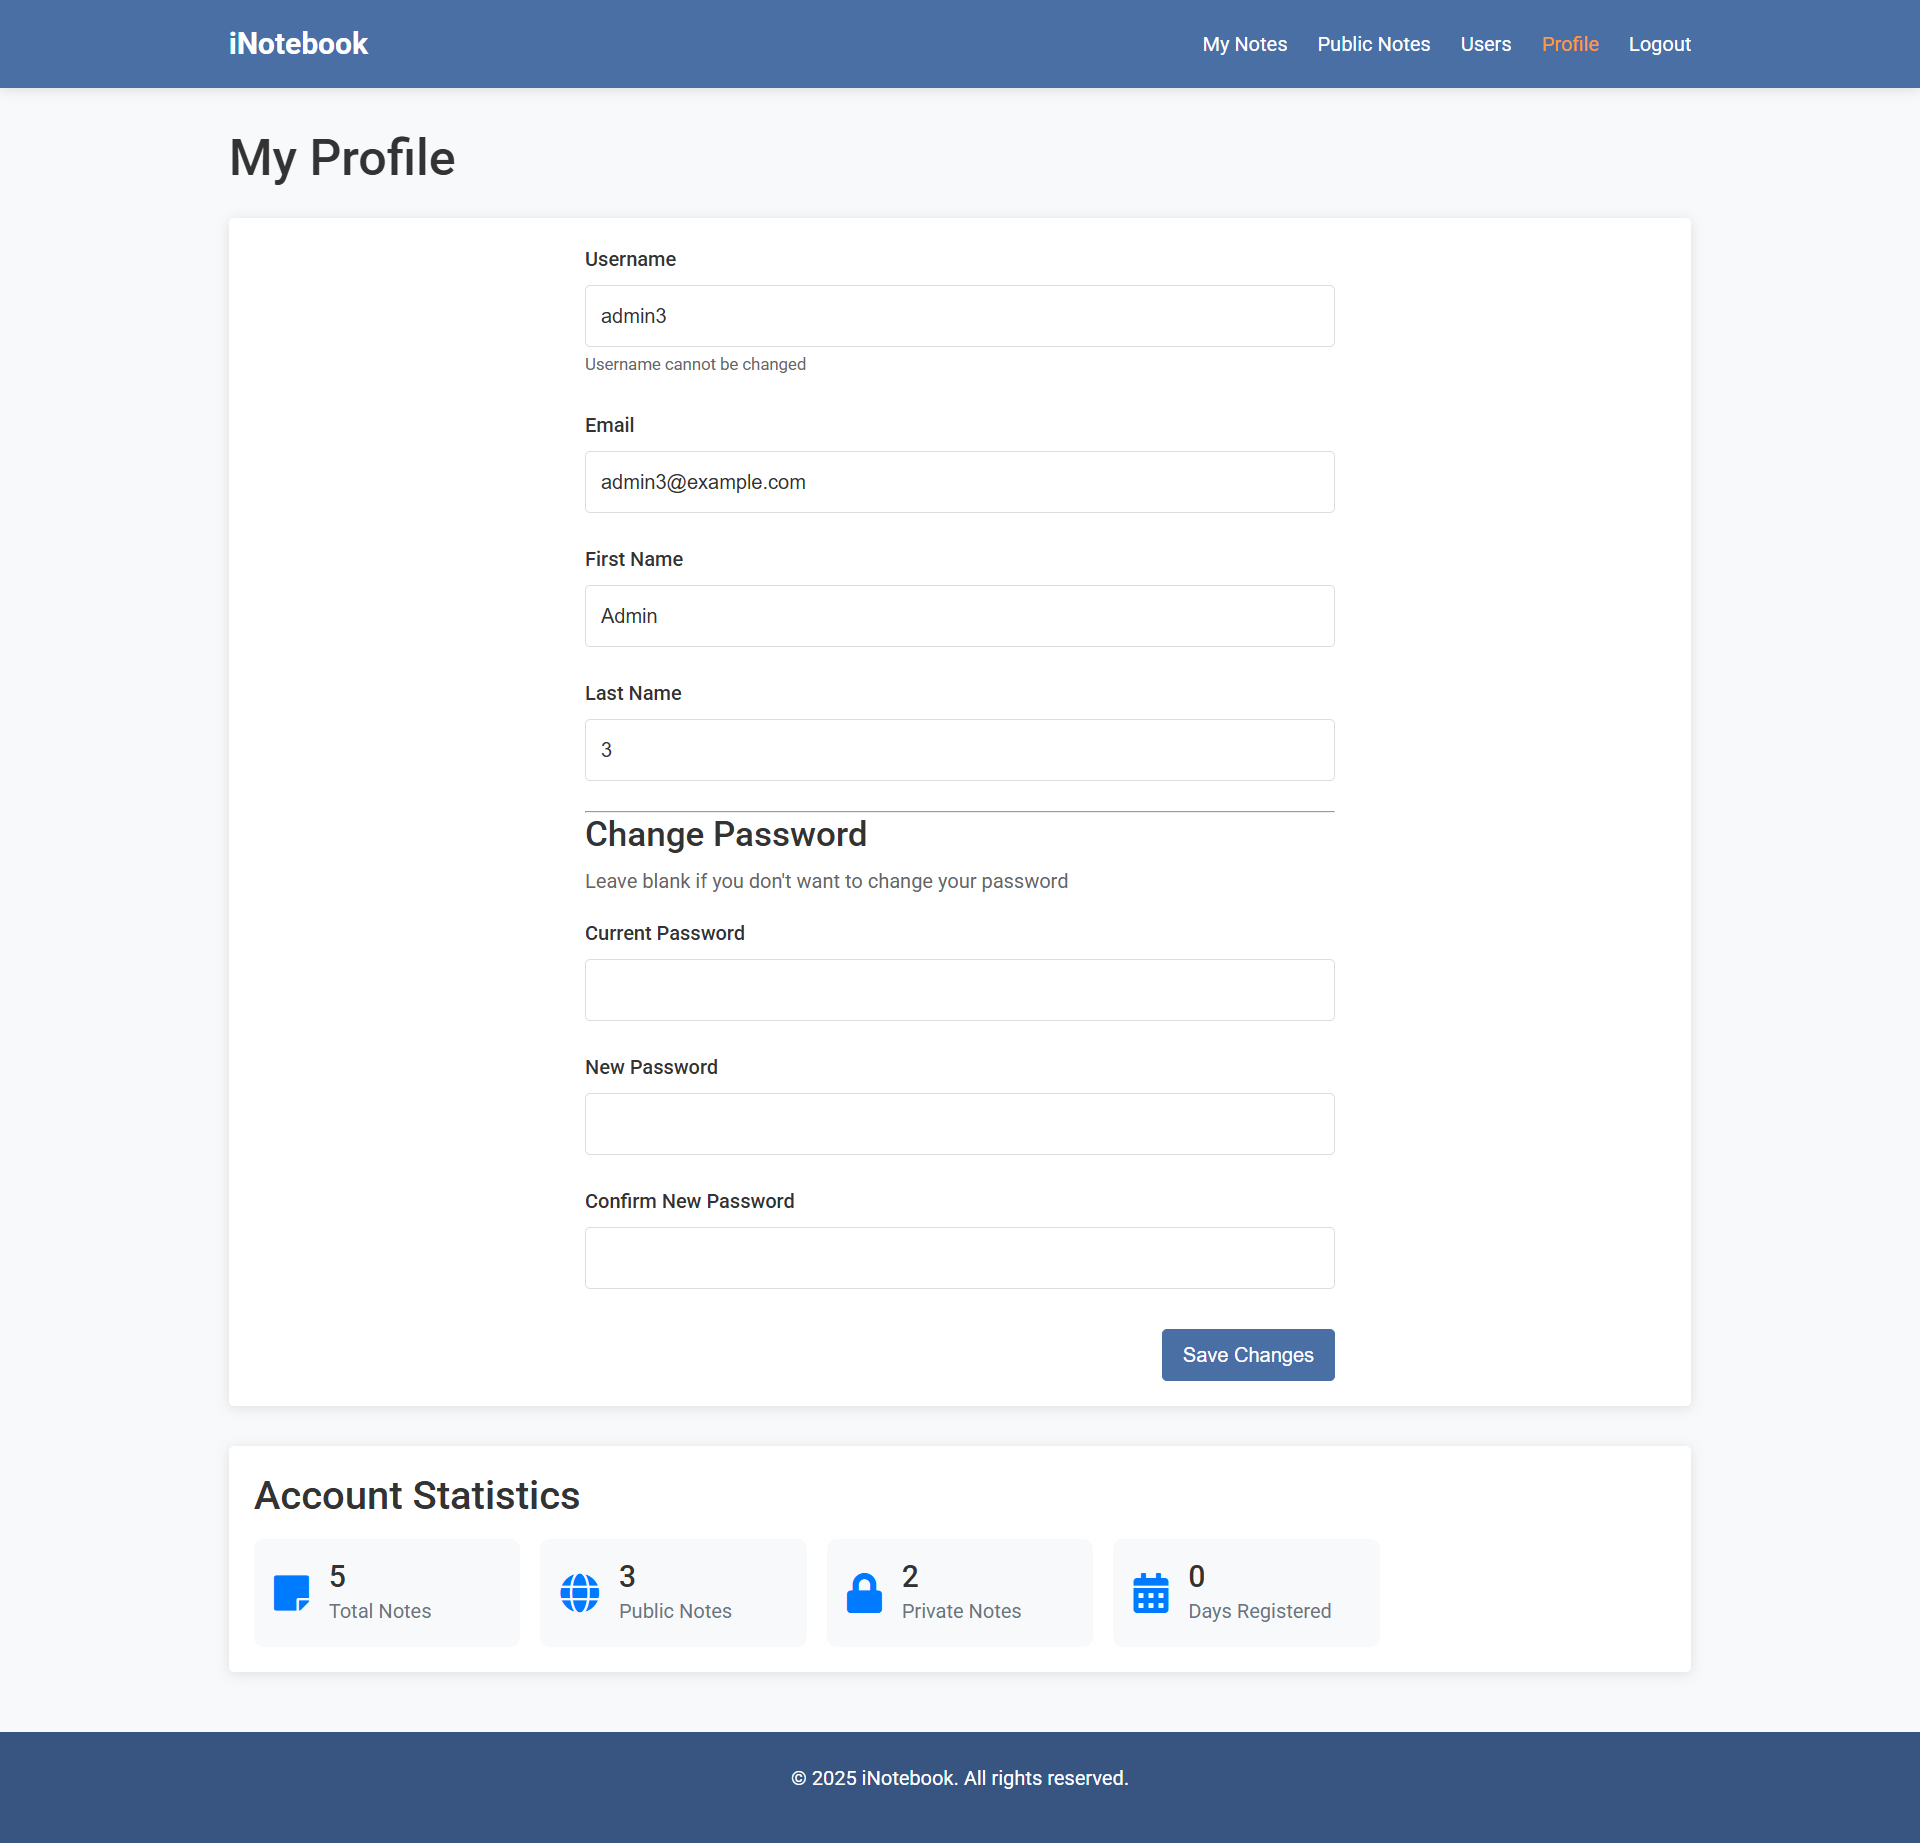 iNotebook
My Notes
Public Notes
Users
Profile
Logout
My Profile
Username
admin3
Username cannot be changed
Email
admin3@example.com
First Name
Admin
Last Name
3
Change Password
Leave blank if you don't want to change your password
Current Password
New Password
Confirm New Password
Save Changes
Account Statistics
5
Total Notes
3
Public Notes
2
Private Notes
0
Days Registered
© 2025 iNotebook. All rights reserved.